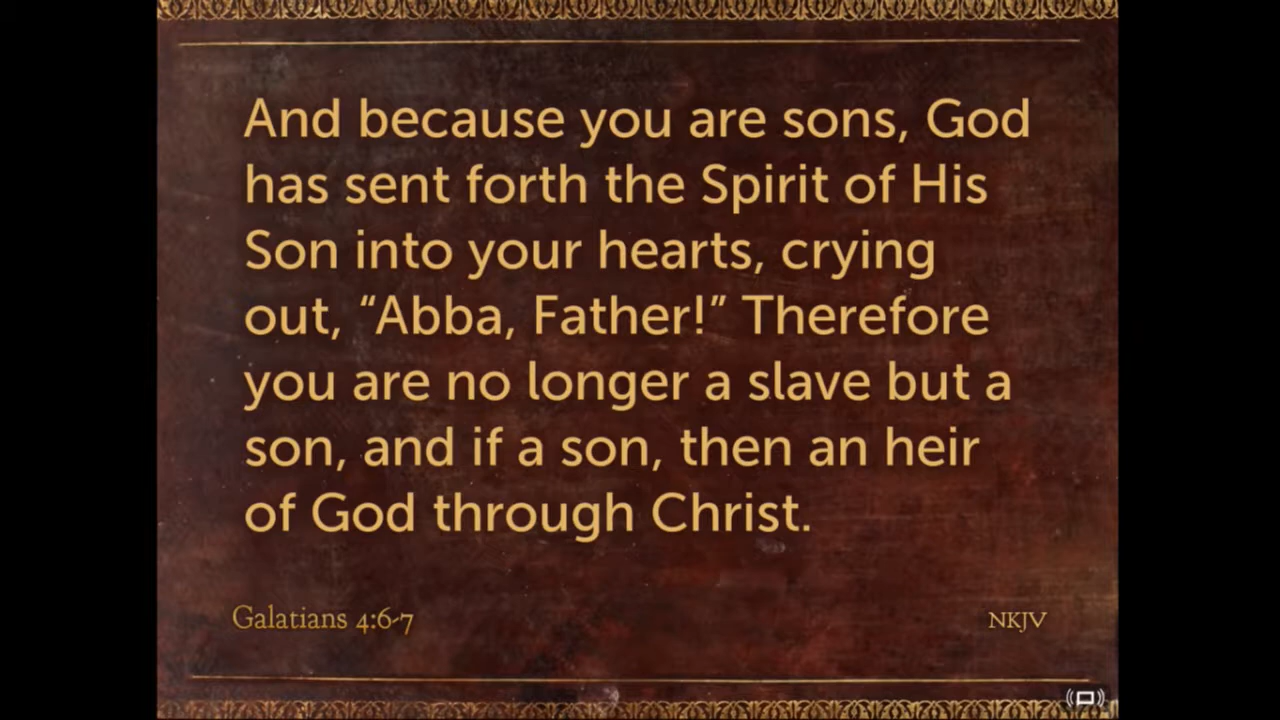 And because you are sons, God
has sent forth the Spirit of His
Son into your hearts, crying
out, “Abba, Father!” Therefore
you are no longer a slave but a
son, and if a son, then an heir
of God through Christ.
Galatians 4:6-7
NKJV